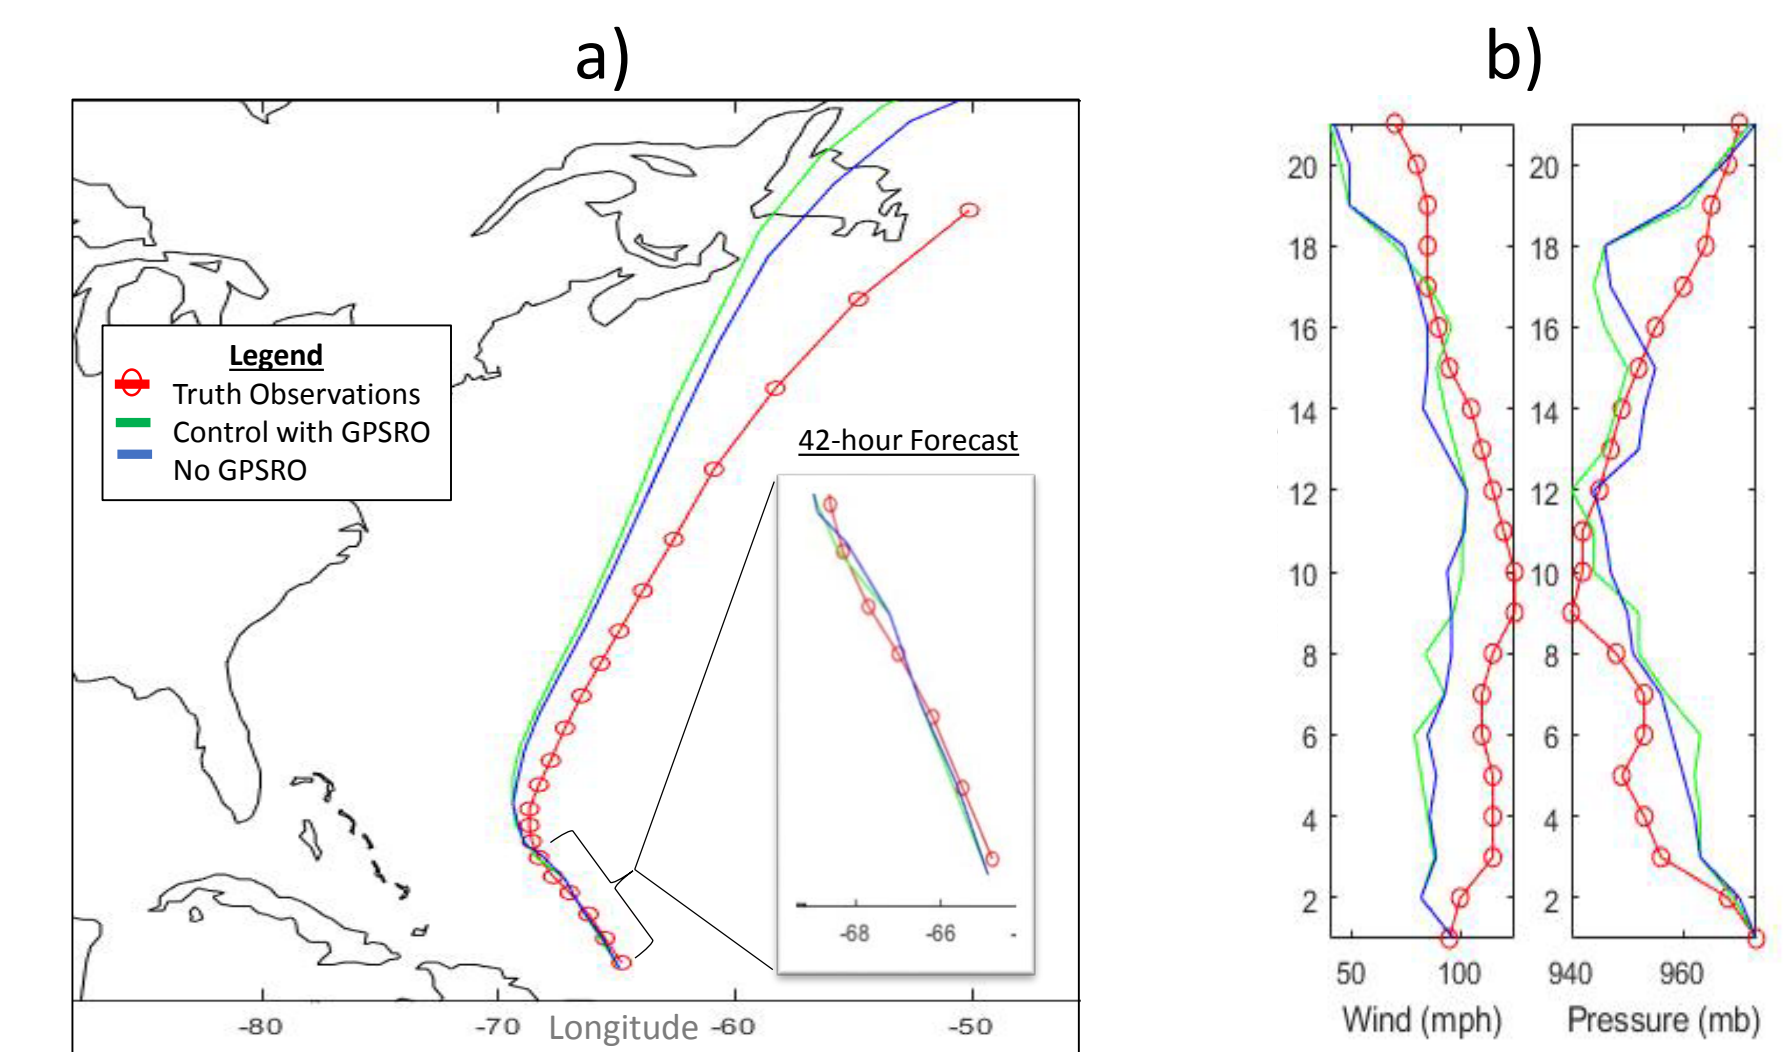 a)
b)
Legend
Truth Observations
Control with GPSRO
No GPSRO
42-hour Forecast
-68 -66 -
-80 -70 Longitude -60 -50
20
18
16
14
12
10
8
6
4
2
50 100
Wind (mph)
20
18
16
14
12
10
8
6
4
2
940 960
Pressure (mb)